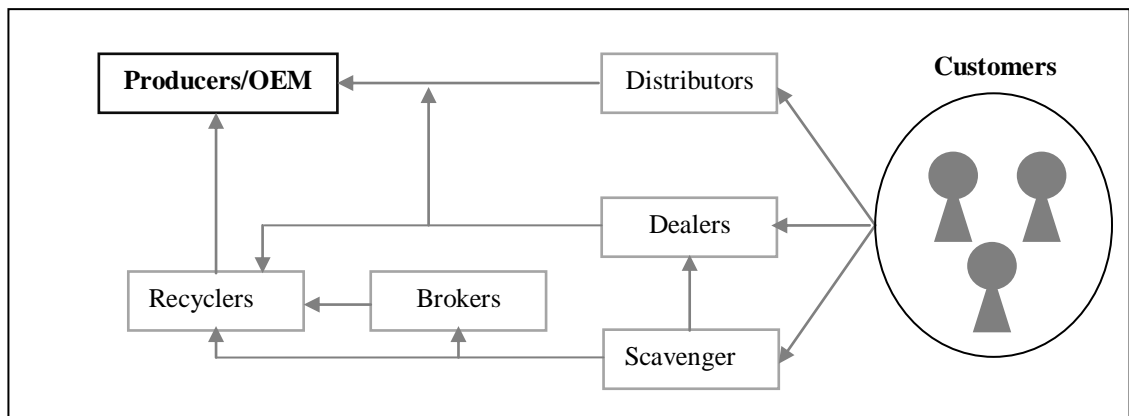 Producers/OEM
Distributors
Customers
Dealers
Recyclers
Brokers
Scavenger